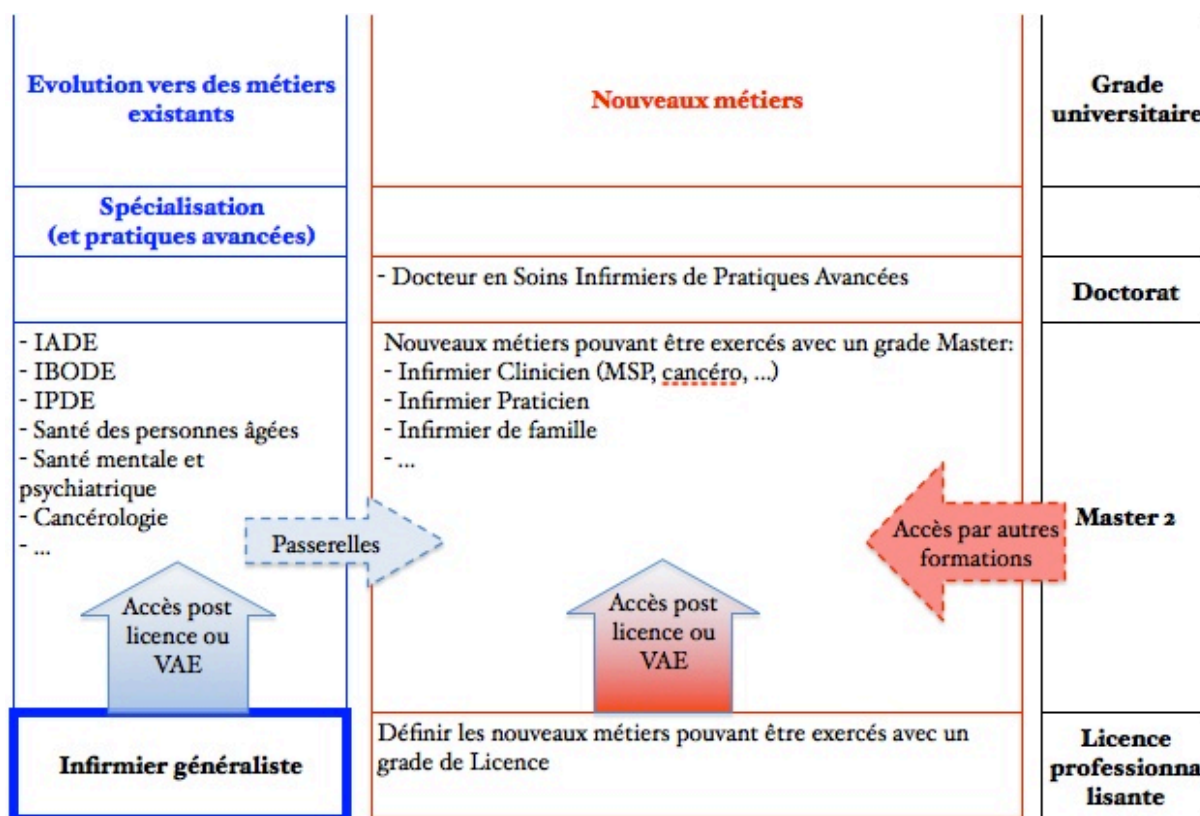 Evolution vers des métiers
existants
Nouveaux métiers
Grade
universitaire
Spécialisation
(et pratiques avancées)
- Docteur en Soins Infirmiers de Pratiques Avancées
Doctorat
- IADE
- IBODE
- IPDE
- Santé des personnes âgées
- Santé mentale et
psychiatrique
- Cancérologie
- ...
Nouveaux métiers pouvant être exercés avec un grade Master:
- Infirmier Clinicien (MSP, cancéro, ...)
- Infirmier Praticien
- Infirmier de famille
- ...
Master 2
Passerelles
Accès par autres
formations
Accès post
licence ou
VAE
Accès post
licence ou
VAE
Infirmier généraliste
Définir les nouveaux métiers pouvant être exercés avec un
grade de Licence
Licence
professionna
lisante